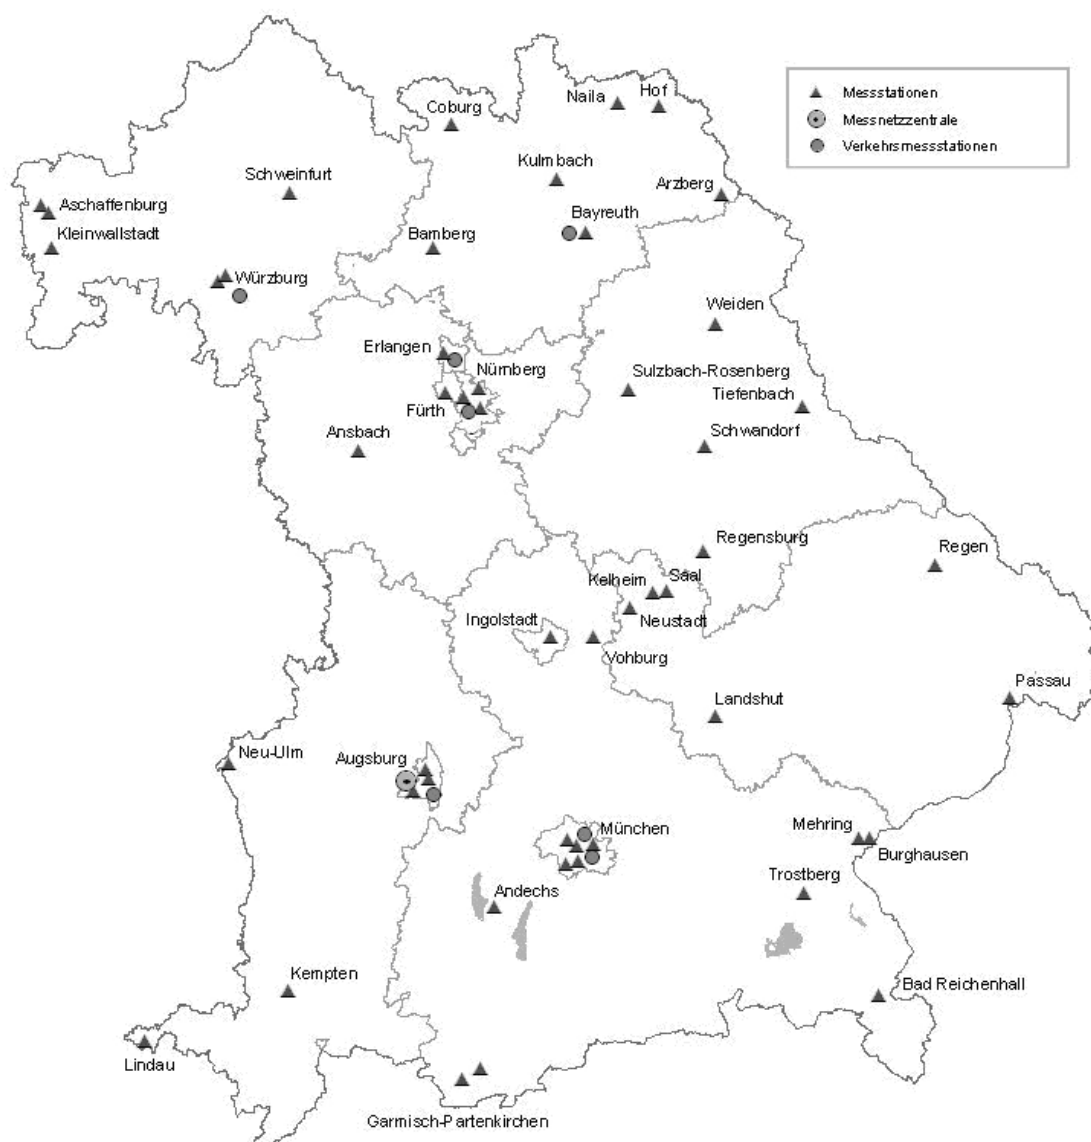 Messstationen
Messnetzzentrale
Verkehrsmessstationen
Naila
Hof
Coburg
Kulmbach
Schweinfurt
Arzberg
Aschaffenburg
Bayreuth
Kleinwallstadt
Bamberg
Würzburg
Weiden
Erlangen
Nürnberg
Sulzbach-Rosenberg
Tiefenbach
Fürth
Ansbach
Schwandorf
Regensburg
Regen
Kelheim
Saal
Ingolstadt
Neustadt
Vohburg
Passau
Landshut
Neu-Ulm
Augsburg
München
Mehring
Burghausen
Trostberg
Andechs
Kempten
Bad Reichenhall
Lindau
Garmisch-Partenkirchen